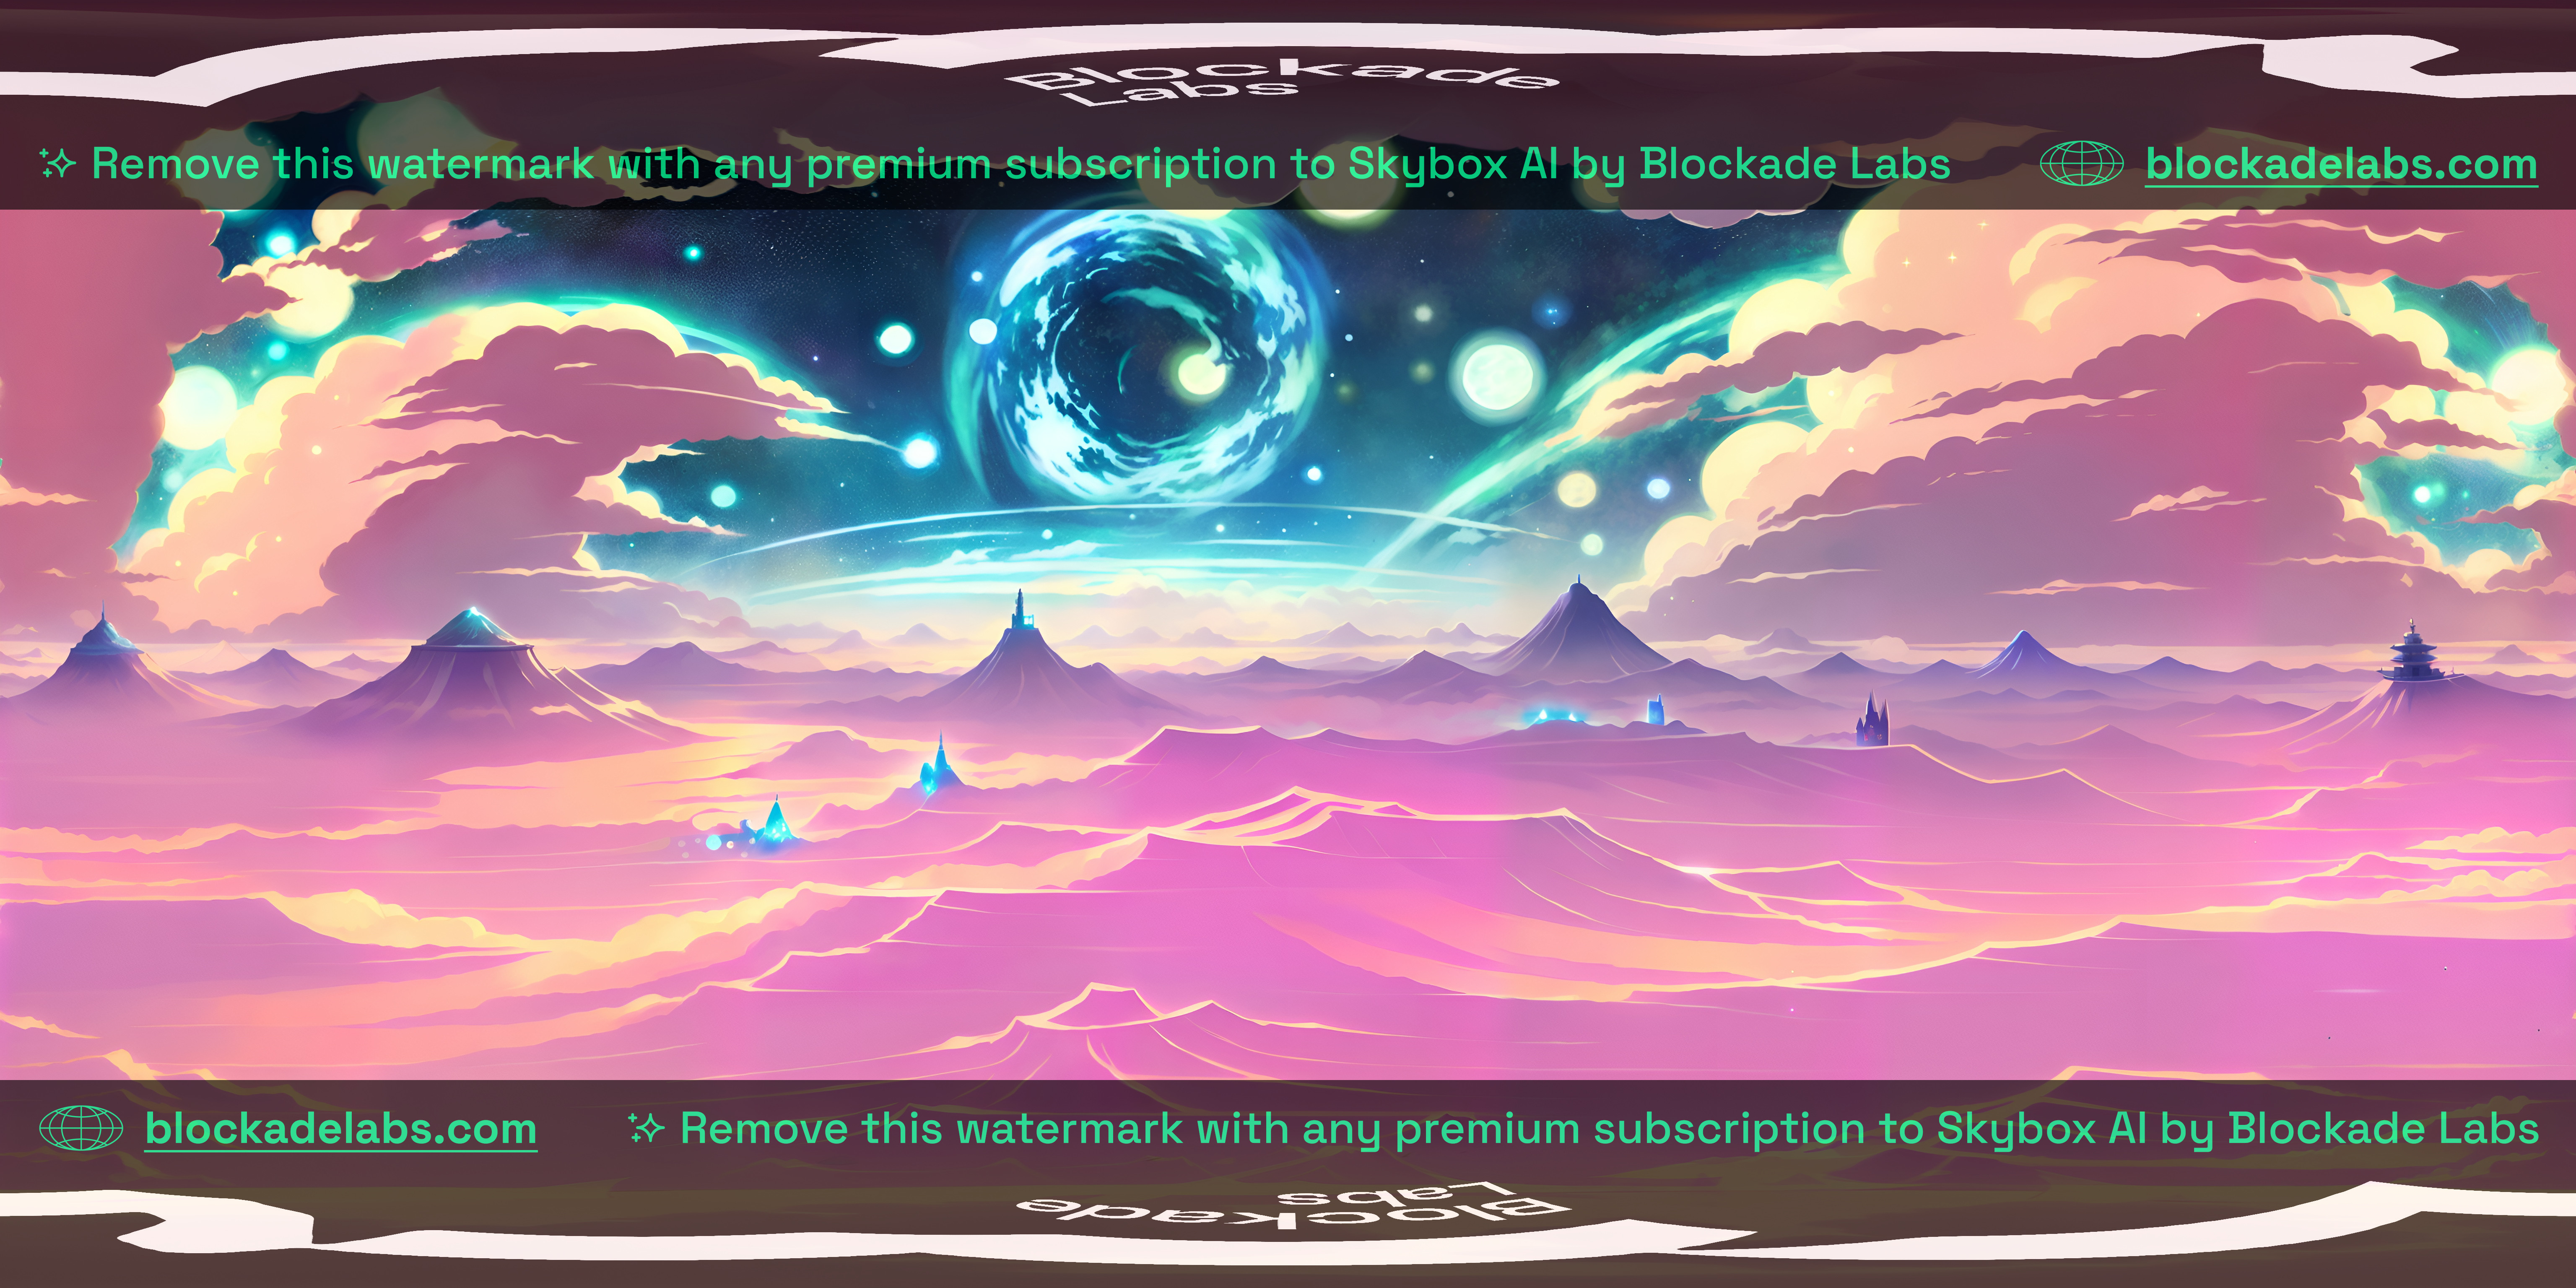 Blockade
Labs
Remove this watermark with any premium subscription to Skybox AI by Blockade Labs
blockadelabs.com
blockadelabs.com
Remove this watermark with any premium subscription to Skybox AI by Blockade Labs
Blockade
Labs